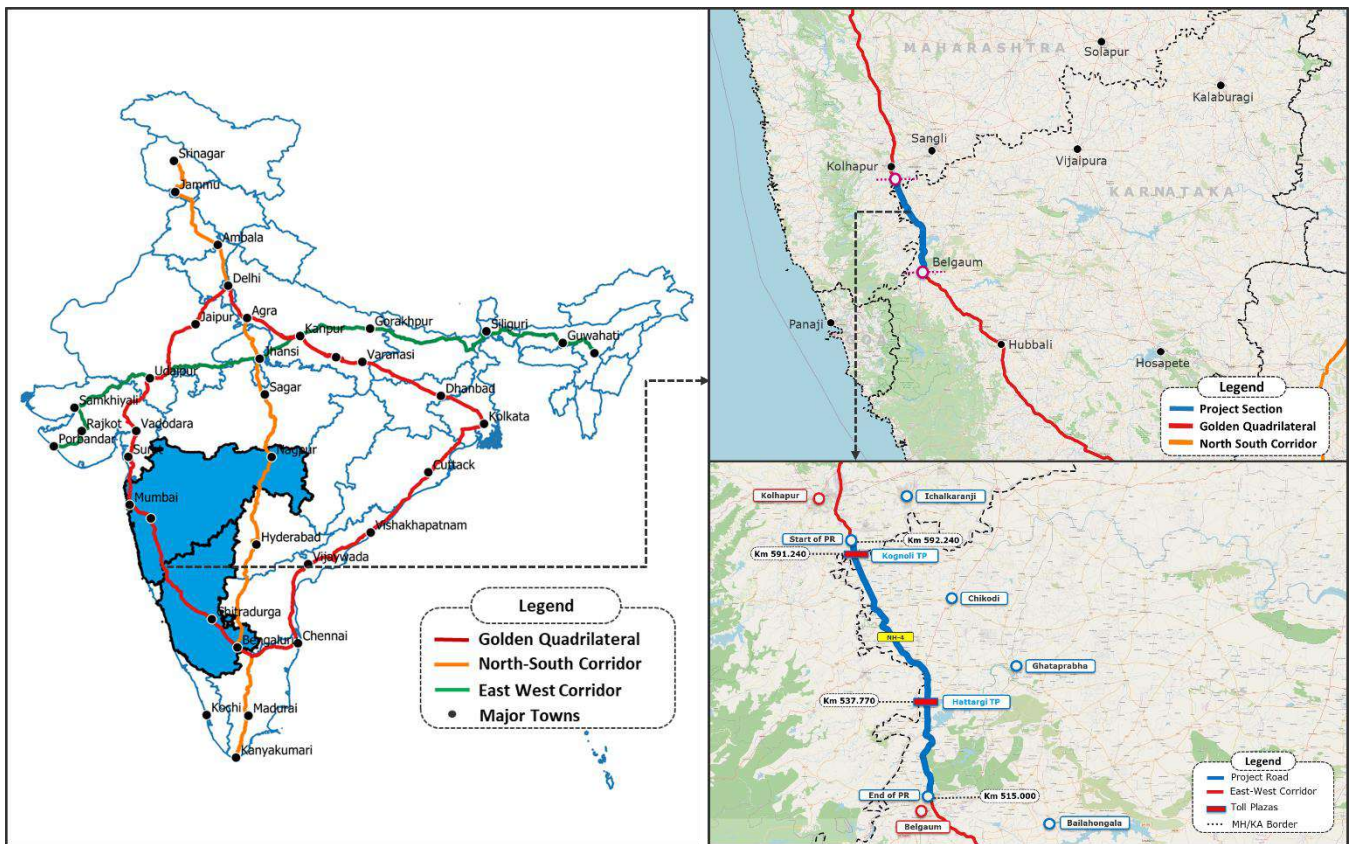 Srinagar
Jammu
Ambala
Delhi
Agra
Jaipur
Kanpur
Gorakhpur
Siliguri
Guwahati
Jhansi
Varanasi
Udaipur
Sagar
Dhanbad
Samkhiyali
Kolkata
Rajkot
Vadodara
Porbandar
Surat
Nagpur
Cuttack
Mumbai
Vishakhapatnam
Hyderabad
Vijaywada
Chitradurga
Bengaluru
Chennai
Kochi
Madurai
Kanyakumari
Legend
Golden Quadrilateral
North-South Corridor
East West Corridor
Major Towns
MAHARASHTRA
Solapur
Kalaburagi
Sangli
Kolhapur
Vijaipura
KARNATAKA
Belgaum
Panaji
Hubbali
Hosapete
Legend
Project Section
Golden Quadrilateral
North South Corridor
Kolhapur
Ichalkaranji
Start of PR
Km 592.240
Km 591.240
Kognoli TP
Chikodi
NH-4
Ghataprabha
Km 537.770
Hattargi TP
End of PR
Km 515.000
Belgaum
Bailahongala
Legend
Project Road
East-West Corridor
Toll Plazas
MH/KA Border